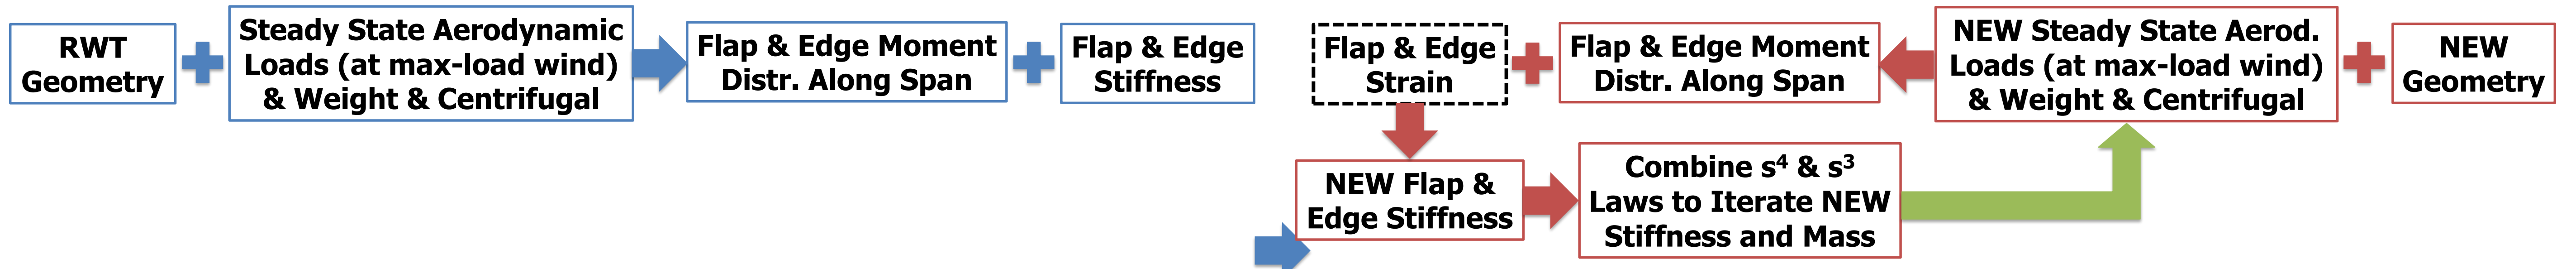 RWT
Geometry
Steady State Aerodynamic
Loads (at max-load wind)
& Weight & Centrifugal
Flap & Edge Moment
Distr. Along Span
Flap & Edge
Stiffness
Flap & Edge
Strain
Flap & Edge Moment
Distr. Along Span
NEW Steady State Aerod.
Loads (at max-load wind)
& Weight & Centrifugal
NEW
Geometry
NEW Flap &
Edge Stiffness
Combine s⁴ & s³
Laws to Iterate NEW
Stiffness and Mass